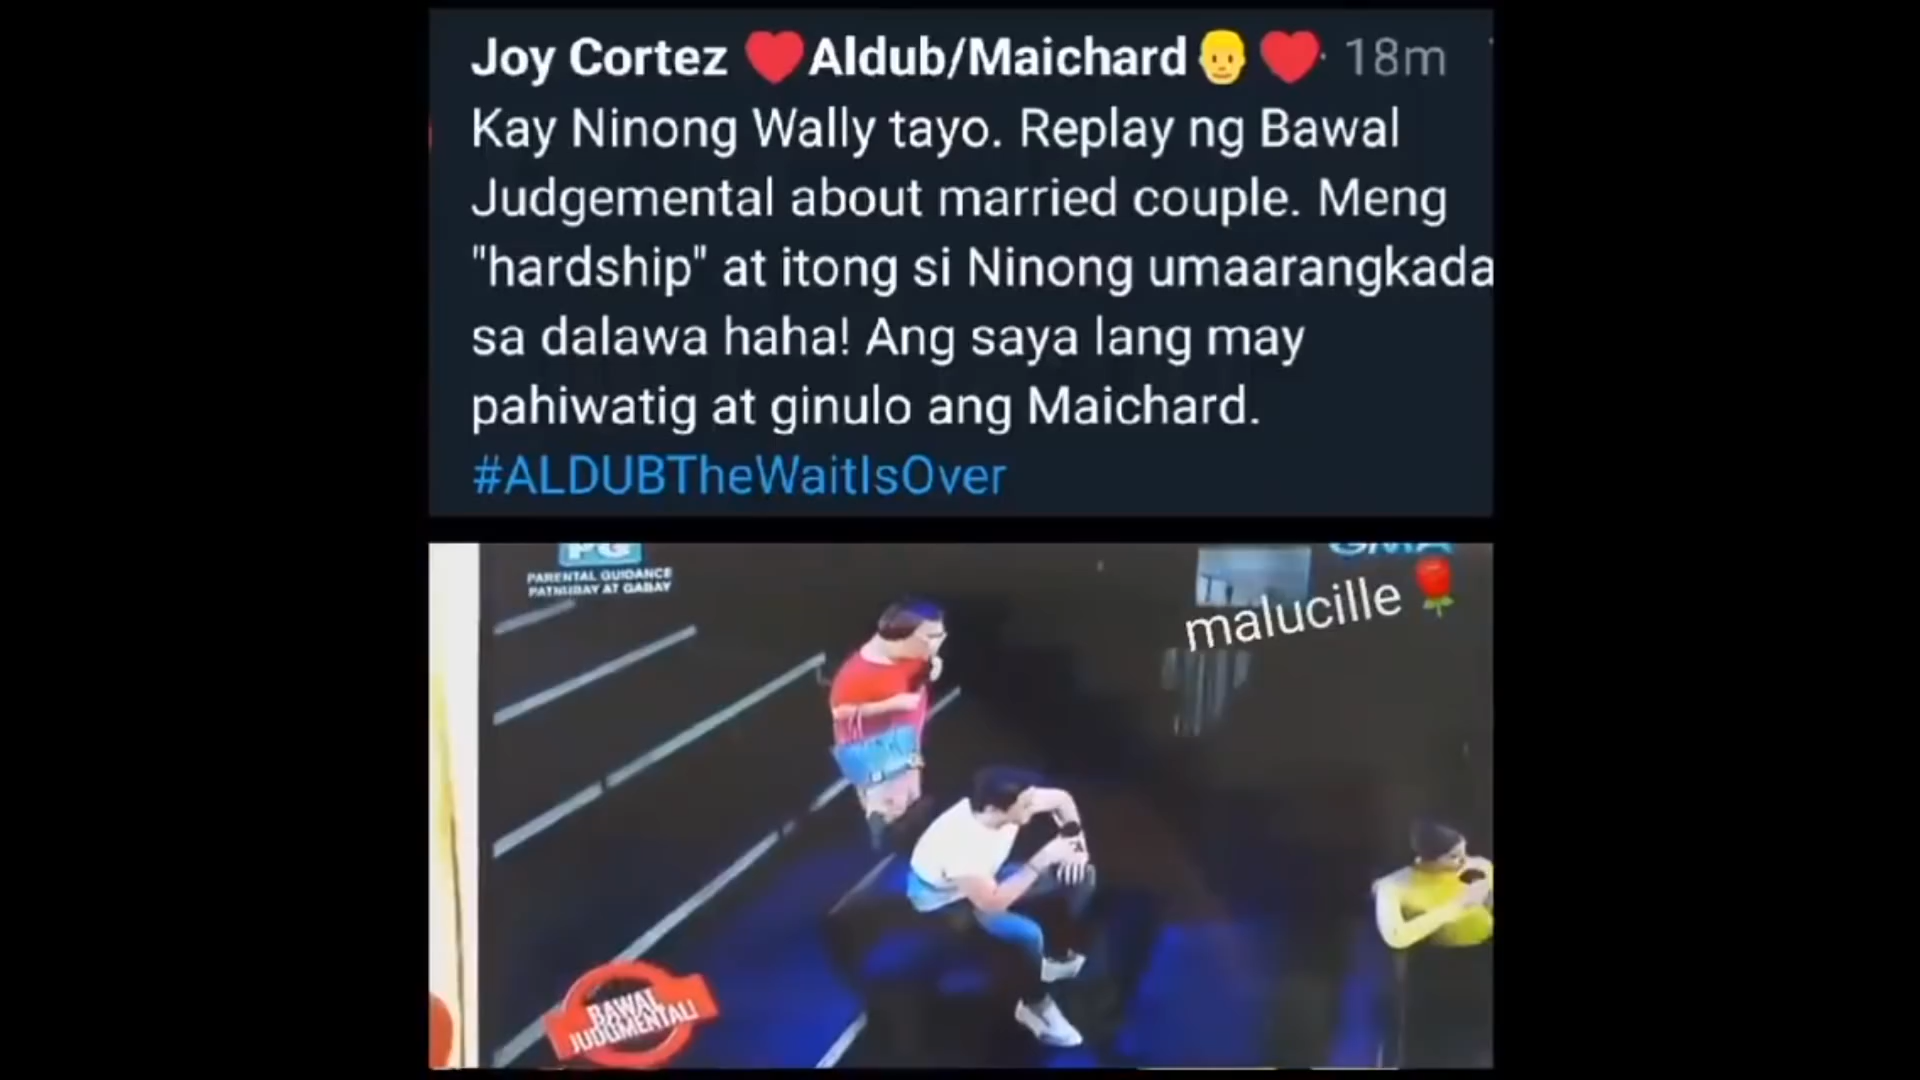 Joy Cortez ❤️Aldub/Maichard👱‍♂️❤️· 18m
Kay Ninong Wally tayo. Replay ng Bawal
Judgemental about married couple. Meng
"hardship" at itong si Ninong umaarangkada
sa dalawa haha! Ang saya lang may
pahiwatig at ginulo ang Maichard.
#ALDUBTheWaitIsOver
PG
PARENTAL GUIDANCE
PATNUBAY AT GABAY
GMA
malucille🌹
BAWAL
JUDGMENTAL!